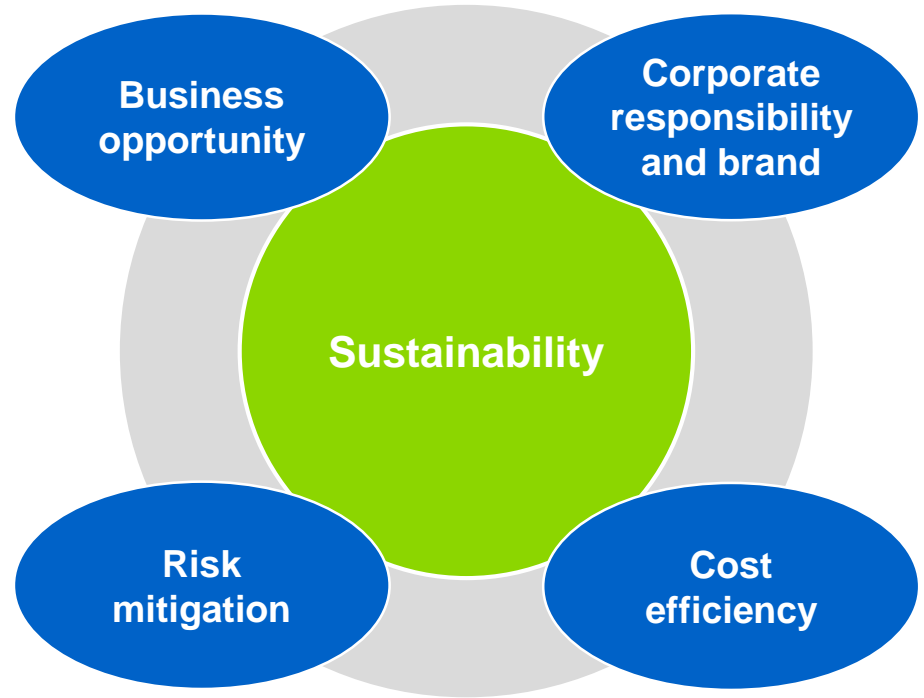 Business
opportunity
Corporate
responsibility
and brand
Sustainability
Risk
mitigation
Cost
efficiency